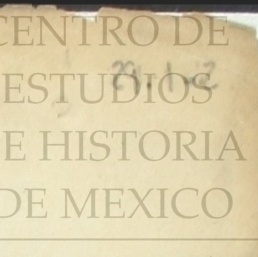 CENTRO DE
ESTUDIOS
E HISTORIA
DE MEXICO